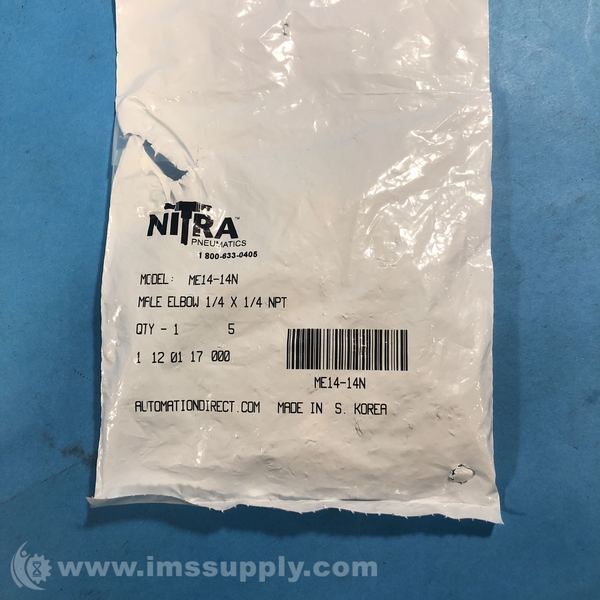 NITRA™
PNEUMATICS
1 800-633-0405
MODEL: ME14-14N
MALE ELBOW 1/4 X 1/4 NPT
QTY - 1 5
1 12 01 17 000
ME14-14N
AUTOMATIONDIRECT.COM MADE IN S. KOREA
www.imssupply.com